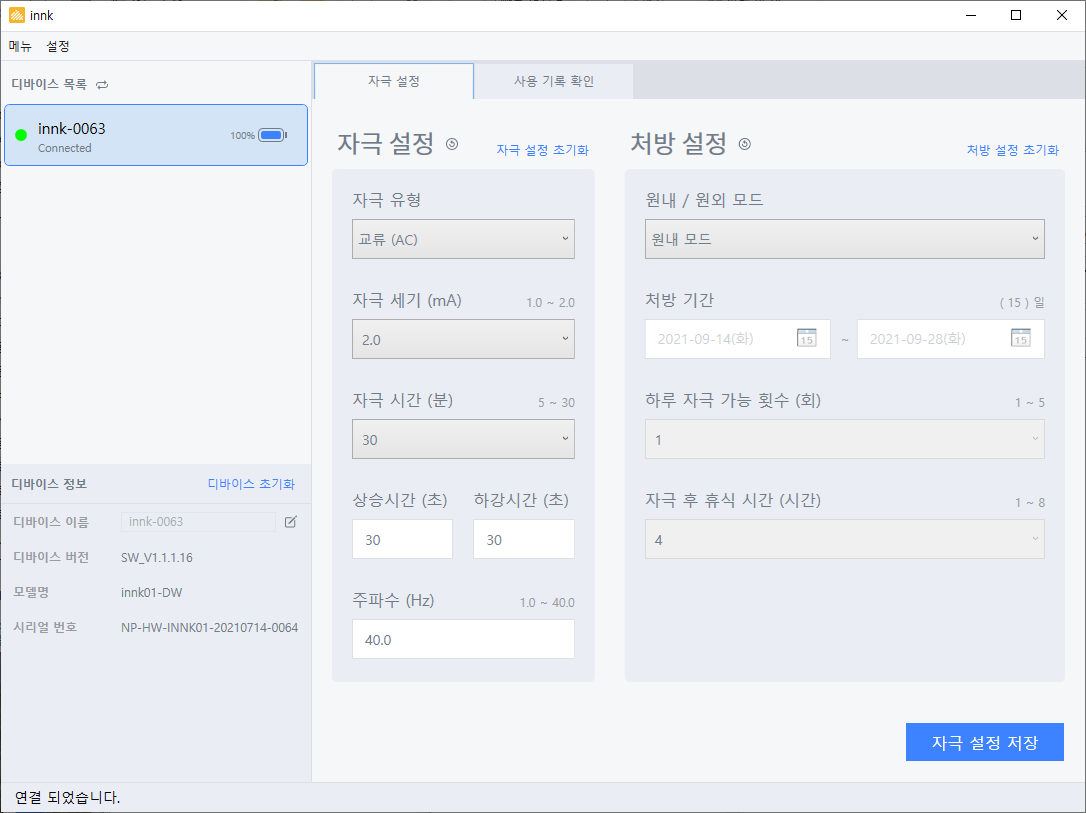 innk
메뉴 설정
디바이스 목록
innk-0063
Connected
100%
디바이스 정보 디바이스 초기화
디바이스 이름 innk-0063
디바이스 버전 SW_V1.1.1.16
모델명 innk01-DW
시리얼 번호 NP-HW-INNK01-20210714-0064
자극 설정 사용 기록 확인
자극 설정 자극 설정 초기화
자극 유형
교류 (AC)
자극 세기 (mA) 1.0 ~ 2.0
2.0
자극 시간 (분) 5 ~ 30
30
상승시간 (초) 하강시간 (초)
30 30
주파수 (Hz) 1.0 ~ 40.0
40.0
처방 설정 처방 설정 초기화
원내 / 원외 모드
원내 모드
처방 기간 ( 15 ) 일
2021-09-14(화) 15 ~ 2021-09-28(화) 15
하루 자극 가능 횟수 (회) 1 ~ 5
1
자극 후 휴식 시간 (시간) 1 ~ 8
4
자극 설정 저장
연결 되었습니다.